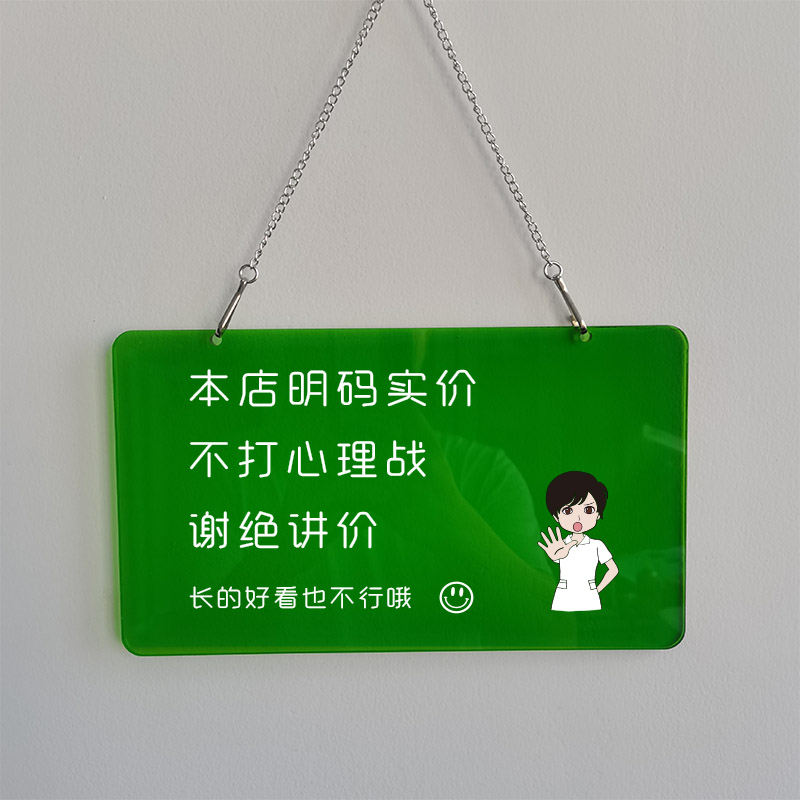 本店明码实价
不打心理战
谢绝讲价
长的好看也不行哦